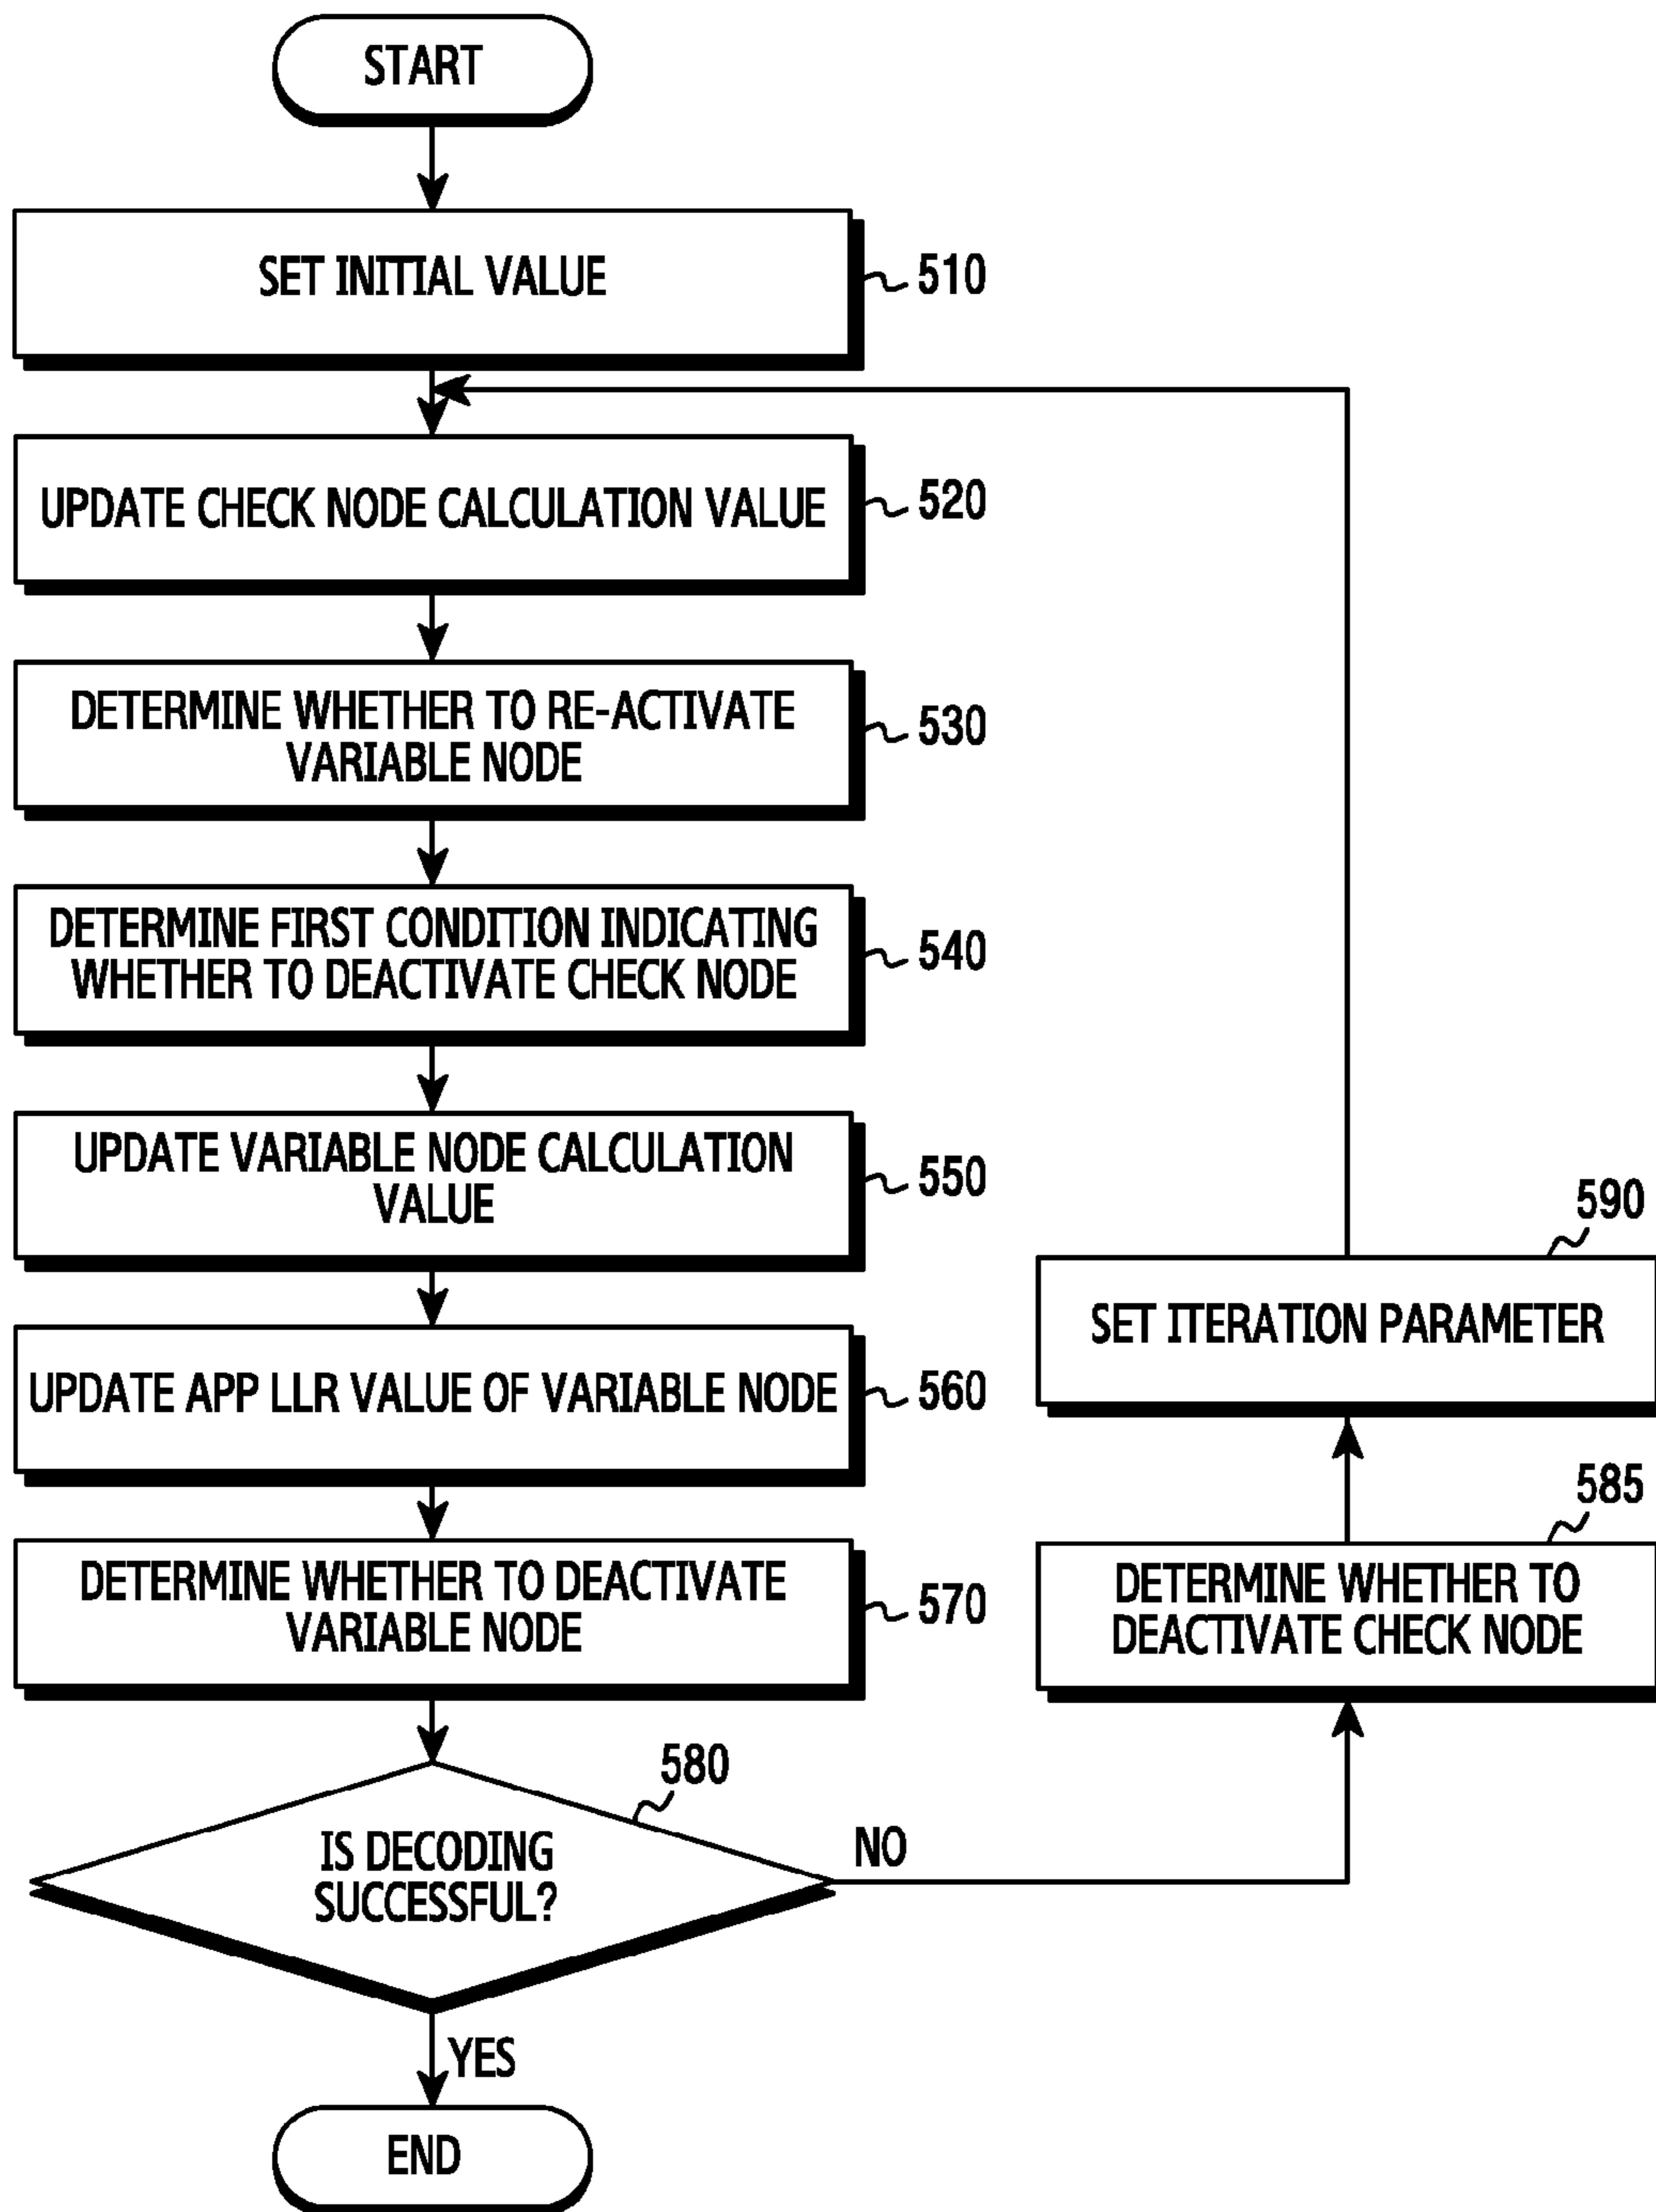 START
SET INITIAL VALUE
510
UPDATE CHECK NODE CALCULATION VALUE
520
DETERMINE WHETHER TO RE-ACTIVATE
VARIABLE NODE
530
DETERMINE FIRST CONDITION INDICATING
WHETHER TO DEACTIVATE CHECK NODE
540
UPDATE VARIABLE NODE CALCULATION
VALUE
550
UPDATE APP LLR VALUE OF VARIABLE NODE
560
DETERMINE WHETHER TO DEACTIVATE
VARIABLE NODE
570
IS DECODING
SUCCESSFUL?
580
NO
YES
END
585
DETERMINE WHETHER TO
DEACTIVATE CHECK NODE
590
SET ITERATION PARAMETER